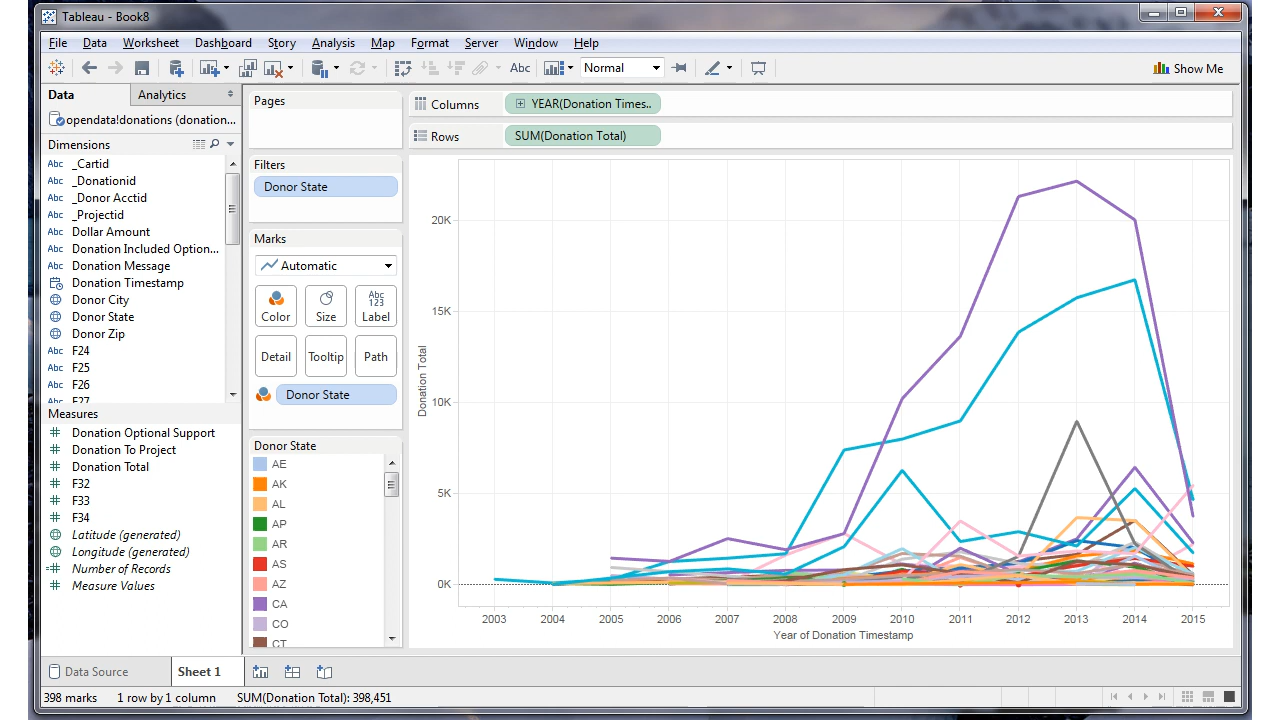 Tableau - Book8
File Data Worksheet Dashboard Story Analysis Map Format Server Window Help
Abc Normal Show Me
Data Analytics
opendata!donations (donation...
Dimensions
Abc _Cartid
Abc _Donationid
Abc _Donor Acctid
Abc _Projectid
Abc Dollar Amount
Abc Donation Included Option...
Abc Donation Message
Donation Timestamp
Donor City
Donor State
Donor Zip
Abc F24
Abc F25
Abc F26
Abc F27
Measures
# Donation Optional Support
# Donation To Project
# Donation Total
# F32
# F33
# F34
Latitude (generated)
Longitude (generated)
# Number of Records
# Measure Values
Pages
Filters
Donor State
Marks
Automatic
Color Size Abc 123 Label
Detail Tooltip Path
Donor State
Donor State
AE
AK
AL
AP
AR
AS
AZ
CA
CO
CT
Columns YEAR(Donation Times..
Rows SUM(Donation Total)
Donation Total
20K
15K
10K
5K
0K
2003 2004 2005 2006 2007 2008 2009 2010 2011 2012 2013 2014 2015
Year of Donation Timestamp
Data Source Sheet 1
398 marks 1 row by 1 column SUM(Donation Total): 398,451